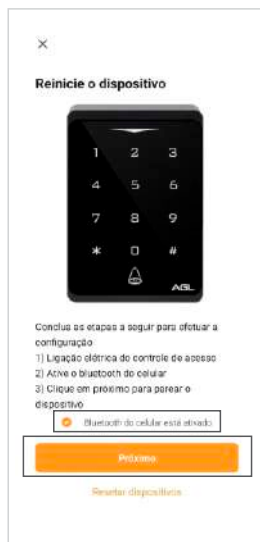 Reinicie o dispositivo
1 2 3
4 5 6
7 8 9
* 0 #
AGL
Conclua as etapas a seguir para efetuar a
configuração
1) Ligação elétrica do controle de acesso
2) Ative o bluetooth do celular
3) Clique em próximo para parear o
dispositivo
Bluetooth do celular está ativado
Próximo
Resetar dispositivos